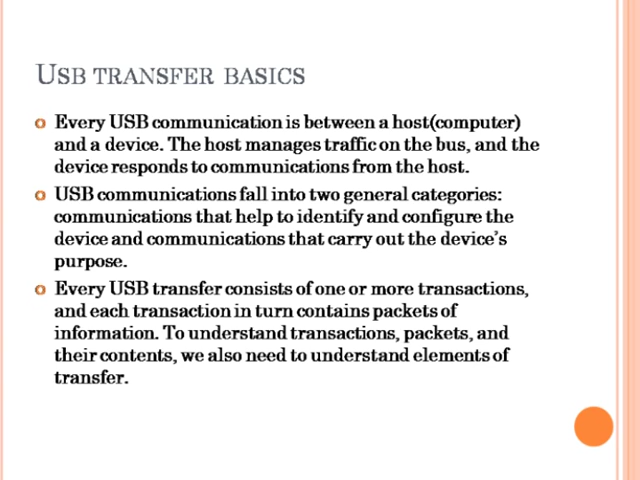 USB TRANSFER BASICS
Every USB communication is between a host(computer)
and a device. The host manages traffic on the bus, and the
device responds to communications from the host.
USB communications fall into two general categories:
communications that help to identify and configure the
device and communications that carry out the device's
purpose.
Every USB transfer consists of one or more transactions,
and each transaction in turn contains packets of
information. To understand transactions, packets, and
their contents, we also need to understand elements of
transfer.